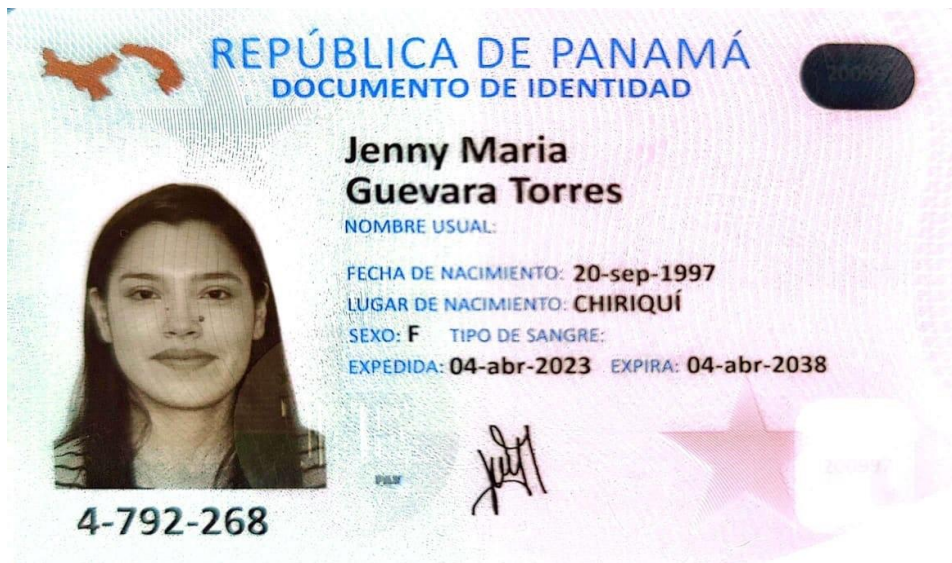 REPÚBLICA DE PANAMÁ
DOCUMENTO DE IDENTIDAD
Jenny Maria
Guevara Torres
NOMBRE USUAL:
FECHA DE NACIMIENTO: 20-sep-1997
LUGAR DE NACIMIENTO: CHIRIQUÍ
SEXO: F TIPO DE SANGRE:
EXPEDIDA: 04-abr-2023 EXPIRA: 04-abr-2038
PAN
4-792-268